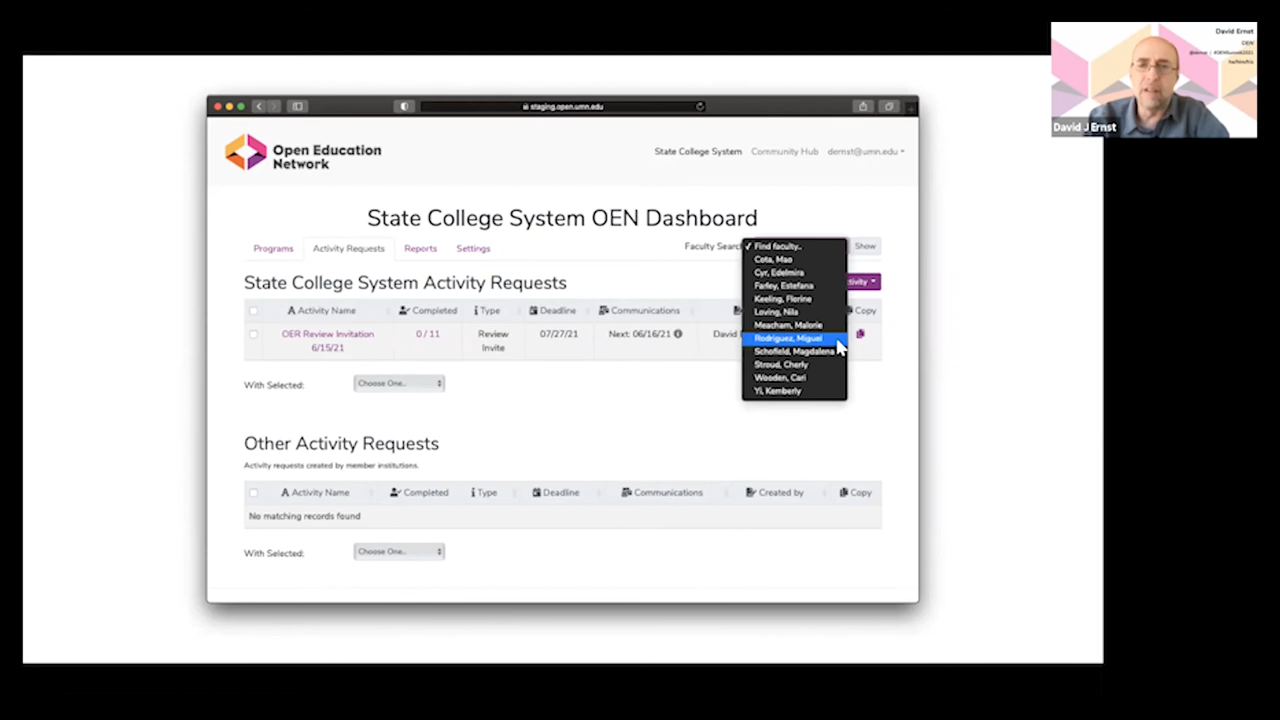 David Ernst
OEN
David J Ernst
staging.open.umn.edu
Open Education
Network
State College System Community Hub dernst@umn.edu
State College System OEN Dashboard
Programs Activity Requests Reports Settings Faculty Search Show
Find faculty..
Cota, Mao
Cyr, Edelmira
Farley, Estefana
Keeling, Florine
Loving, Nila
Meacham, Malorie
Rodriguez, Miguel
Schofield, Magdalena
Stroud, Cherly
Wooden, Cari
Yi, Kemberly
State College System Activity Requests
Activity Name Completed Type Deadline Communications Copy
OER Review Invitation 0 / 11 Review 07/27/21 Next: 06/16/21 David
6/15/21 Invite
With Selected: Choose One..
Other Activity Requests
Activity requests created by member institutions.
Activity Name Completed Type Deadline Communications Created by Copy
No matching records found
With Selected: Choose One..